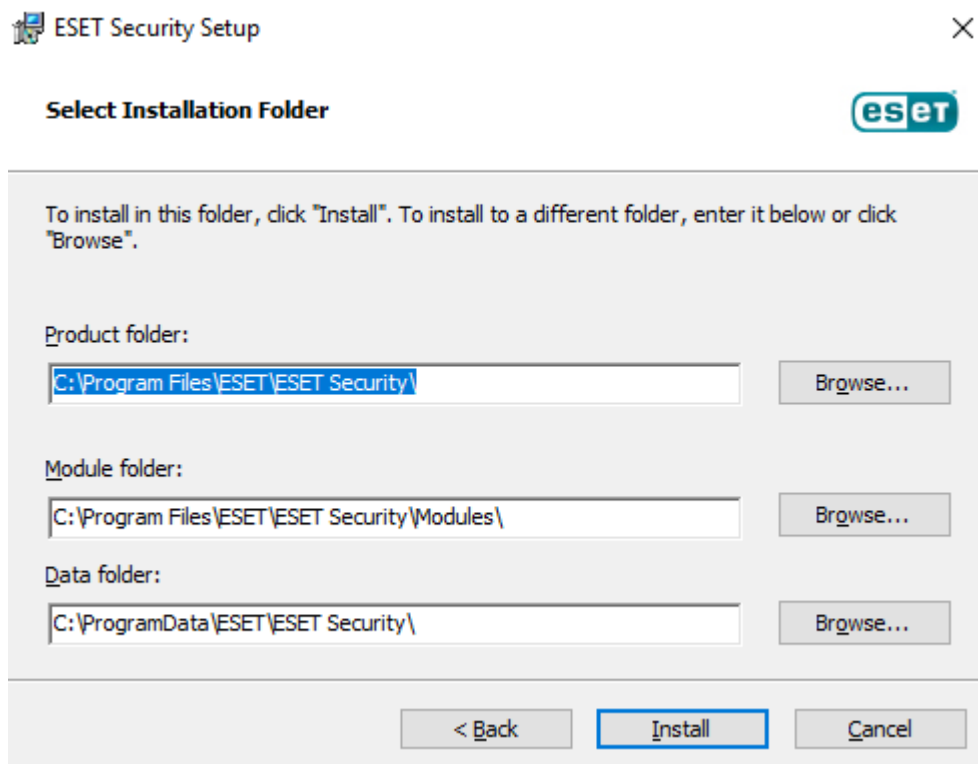 ESET Security Setup
Select Installation Folder
eset
To install in this folder, click "Install". To install to a different folder, enter it below or click
"Browse".
Product folder:
C:\Program Files\ESET\ESET Security\
Browse...
Module folder:
C:\Program Files\ESET\ESET Security\Modules\
Browse...
Data folder:
C:\ProgramData\ESET\ESET Security\
Browse...
< Back
Install
Cancel